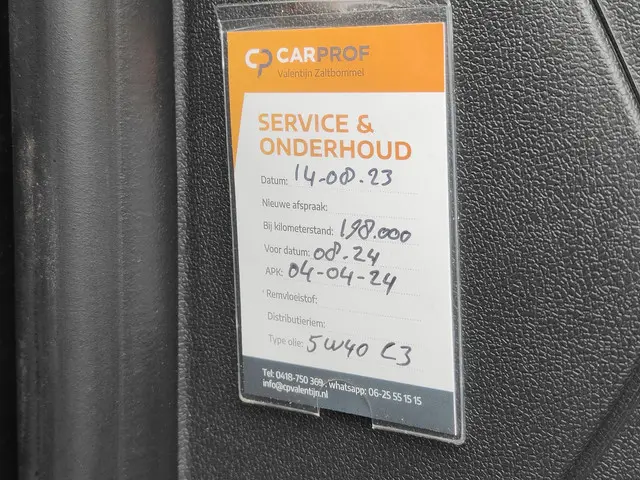 CARPROF
Valentijn Zaltbommel
SERVICE &
ONDERHOUD
Datum: 14-08-23
Nieuwe afspraak:
Bij kilometerstand: 198.000
Voor datum: 08.24
APK: 04-04-24
Remvloeistof:
Distributieriem:
Type olie: 5W40 C3
Tel: 0418-750 369 . whatsapp: 06-25 55 15 15
info@cpvalentijn.nl